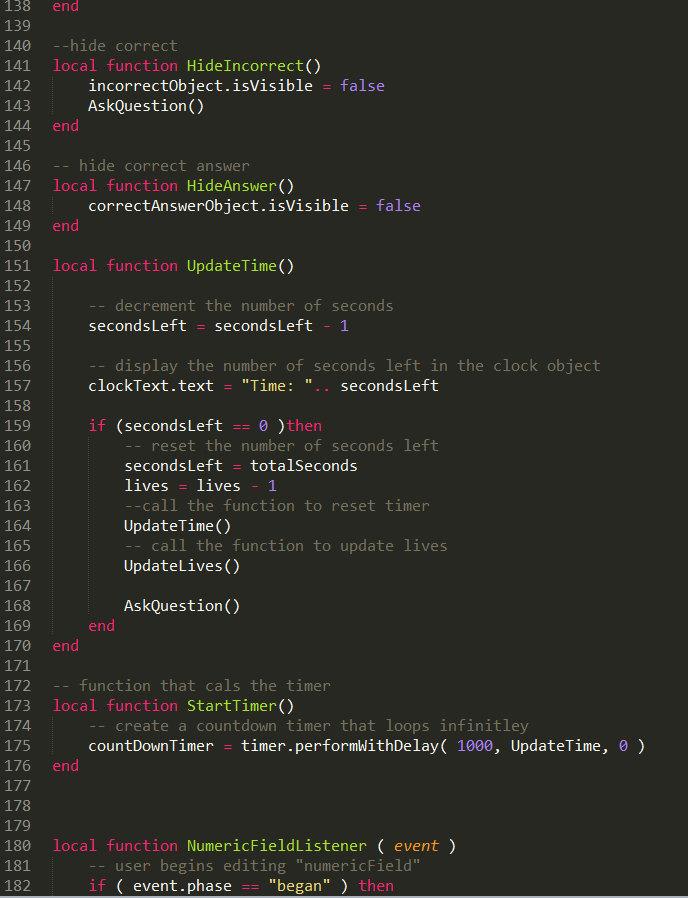 138 end
139
140 --hide correct
141 local function HideIncorrect()
142     incorrectObject.isVisible = false
143     AskQuestion()
144 end
145
146 -- hide correct answer
147 local function HideAnswer()
148     correctAnswerObject.isVisible = false
149 end
150
151 local function UpdateTime()
152
153     -- decrement the number of seconds
154     secondsLeft = secondsLeft - 1
155
156     -- display the number of seconds left in the clock object
157     clockText.text = "Time: ".. secondsLeft
158
159     if (secondsLeft == 0 )then
160         -- reset the number of seconds left
161         secondsLeft = totalSeconds
162         lives = lives - 1
163         --call the function to reset timer
164         UpdateTime()
165         -- call the function to update lives
166         UpdateLives()
167
168         AskQuestion()
169     end
170 end
171
172 -- function that cals the timer
173 local function StartTimer()
174     -- create a countdown timer that loops infinitley
175     countDownTimer = timer.performWithDelay( 1000, UpdateTime, 0 )
176 end
177
178
179
180 local function NumericFieldListener ( event )
181     -- user begins editing "numericField"
182     if ( event.phase == "began" ) then